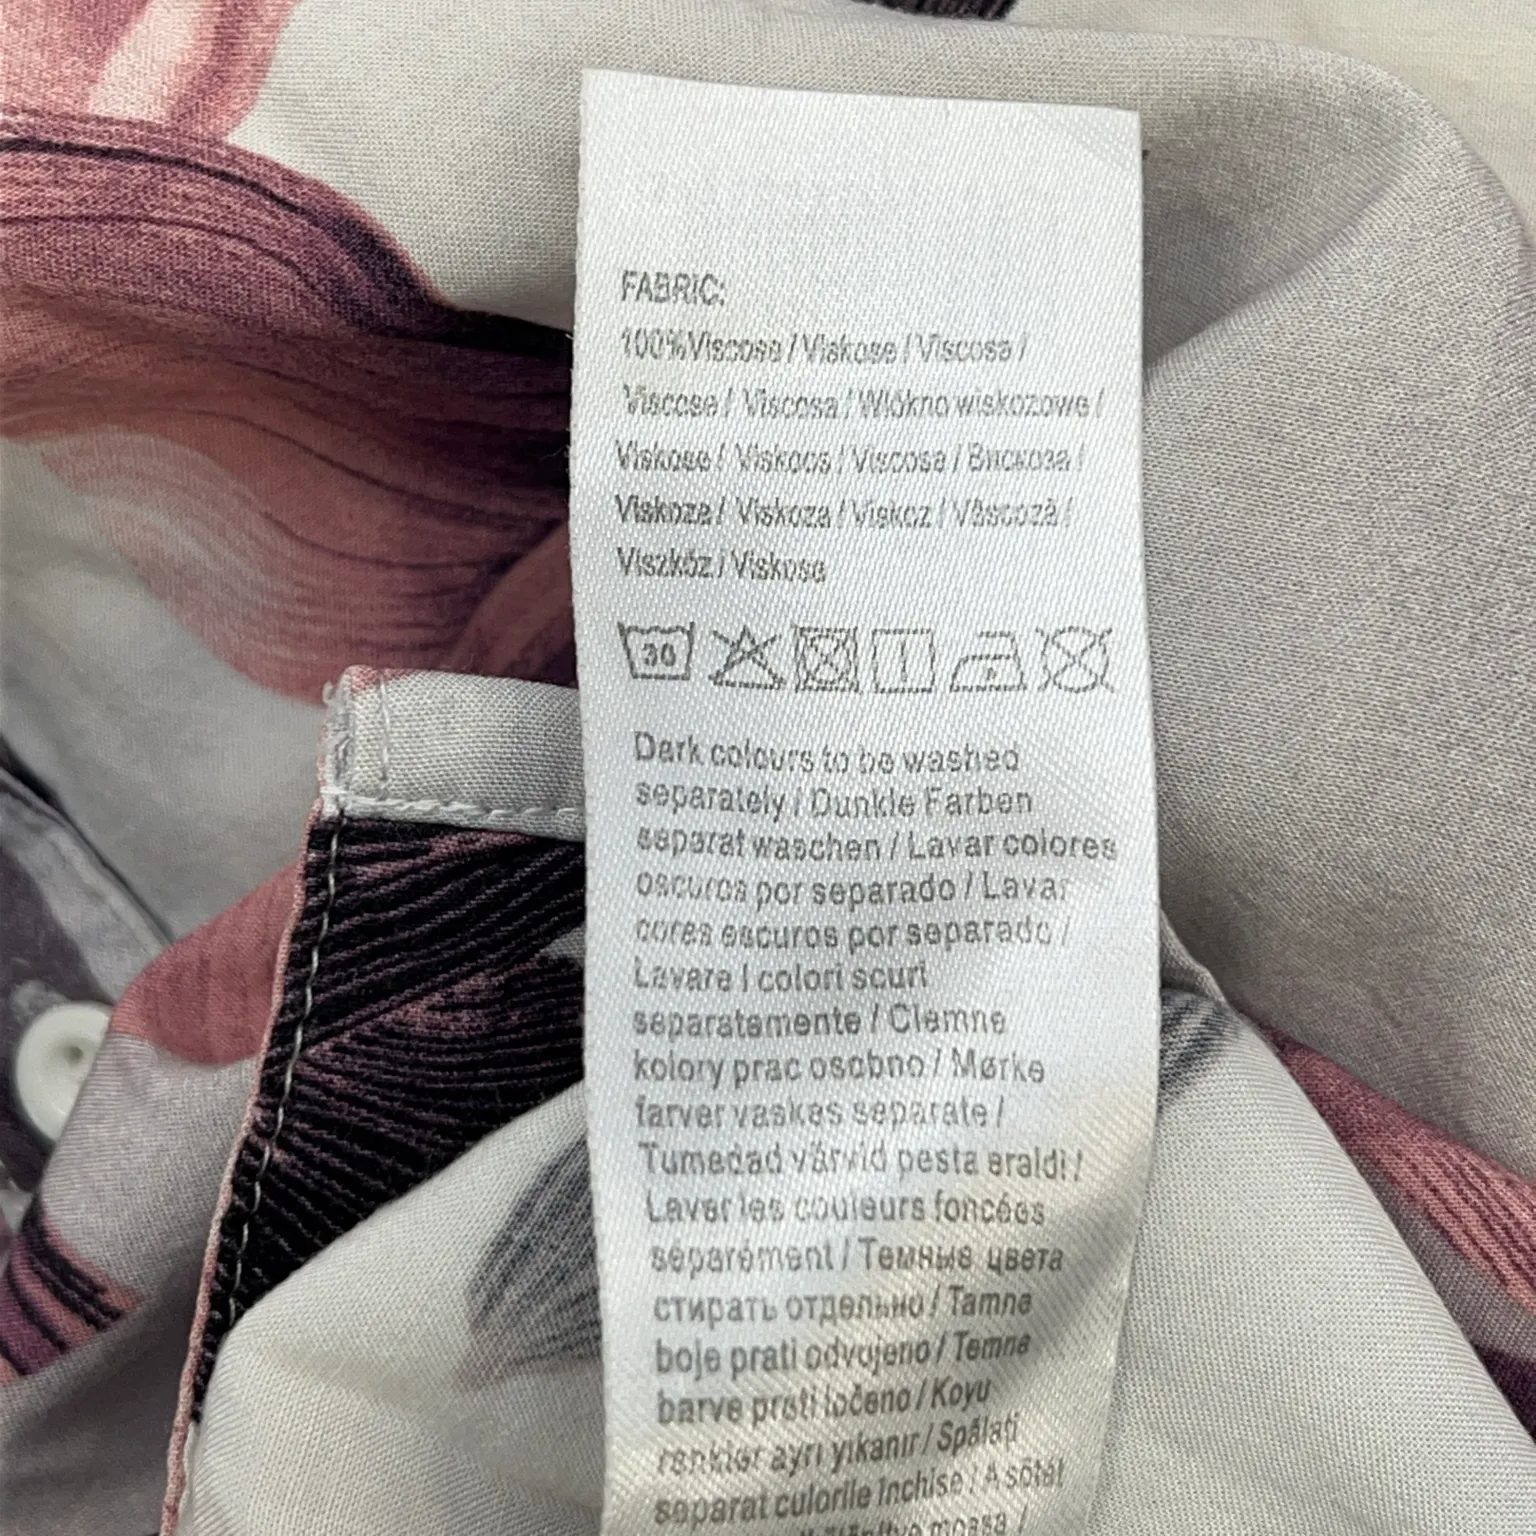 FABRIC:
100%Viscose / Viskose / Viscosa /
Viscose / Viscosa / Włókno wiskozowe /
Viskose / Viskoos / Viscose / Вискоза /
Viskoza / Viskoza / Viskoz / Vâscoză /
Viszkóz / Viskose
30
Dark colours to be washed
separately / Dunkle Farben
separat waschen / Lavar colores
oscuros por separado / Lavar
cores escuros por separado /
Lavare I colori scuri
separatamente / Ciemne
kolory prac osobno / Mørke
farver vaskes separate /
Tumedad värvid pesta eraldi /
Laver les couleurs foncées
séparément / Темные цвета
стирать отдельно / Tamne
boje prati odvojeno / Temne
barve prati ločeno / Koyu
renkler ayrı yıkanır / Spălați
separat culorile închise / A sötét
mossa /